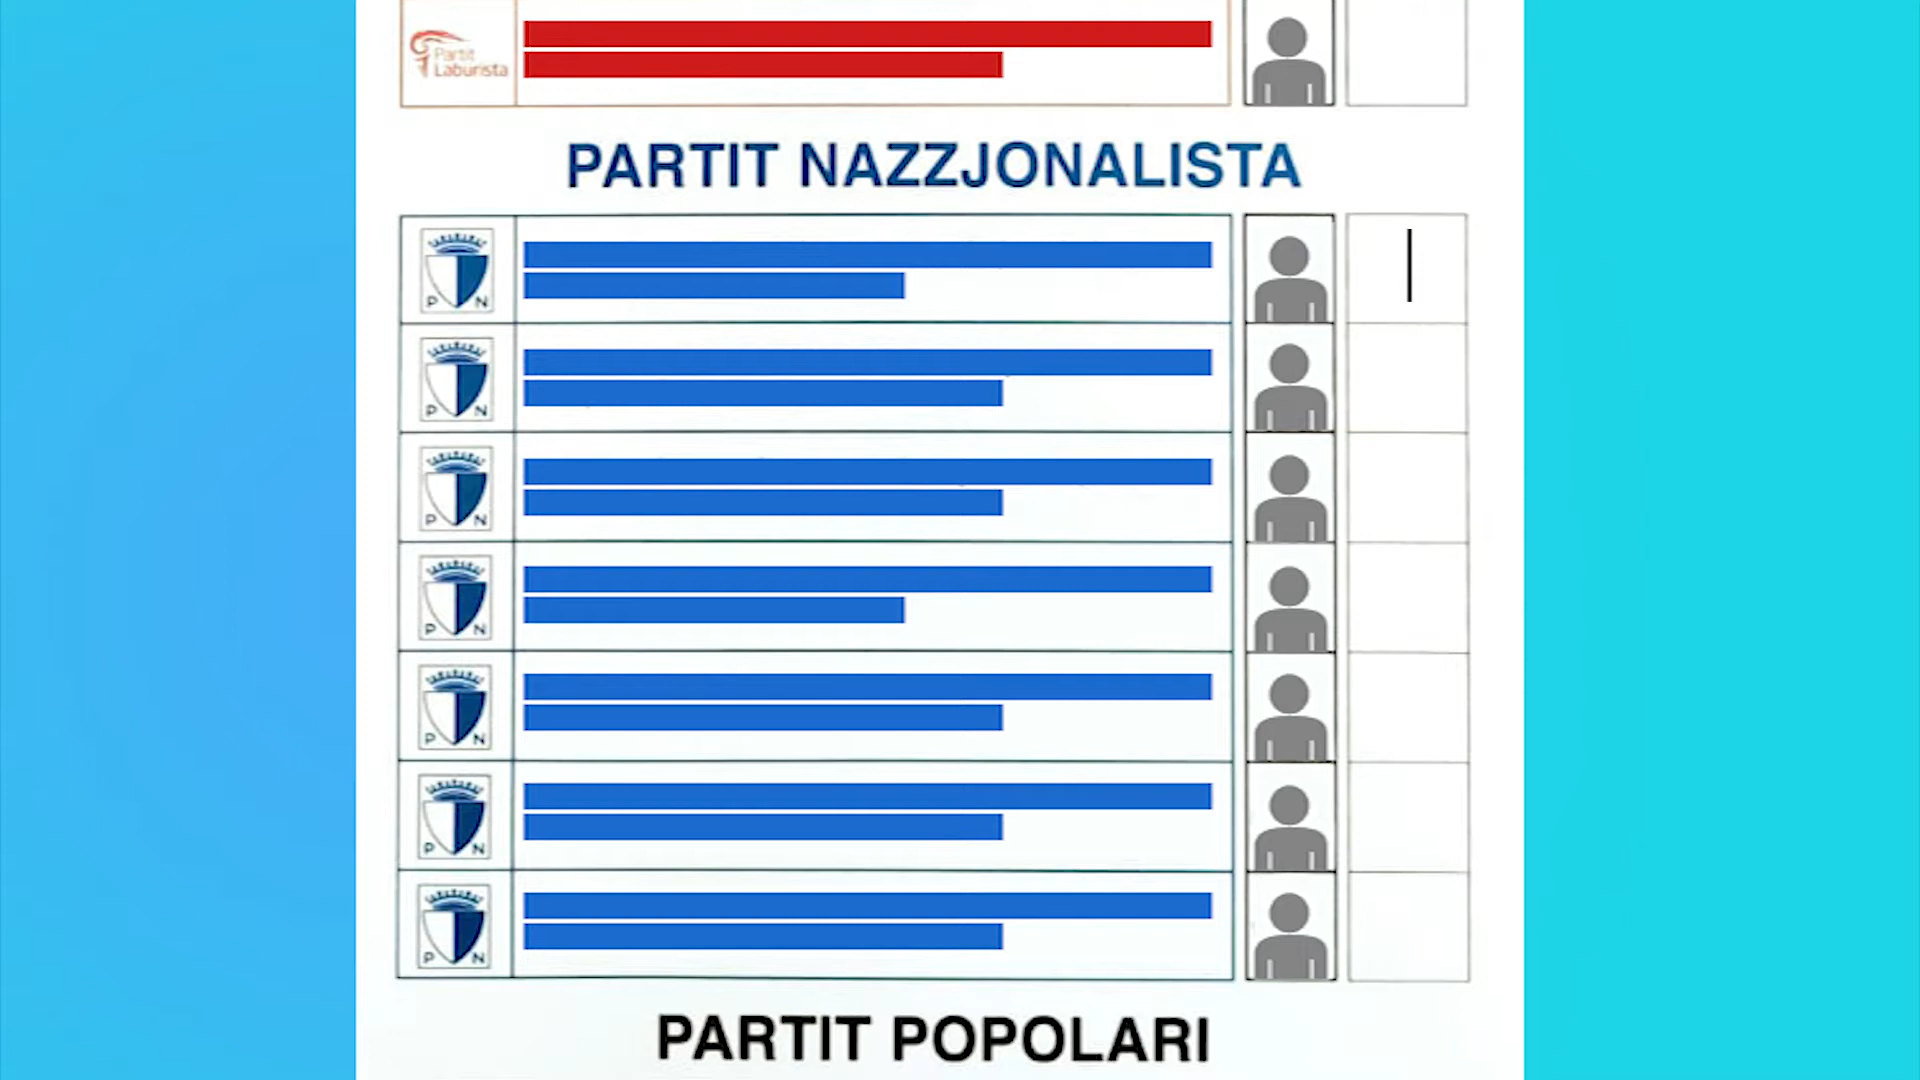 Partit
Laburista
PARTIT NAZZJONALISTA
P N
P N
P N
P N
P N
P N
P N
PARTIT POPOLARI